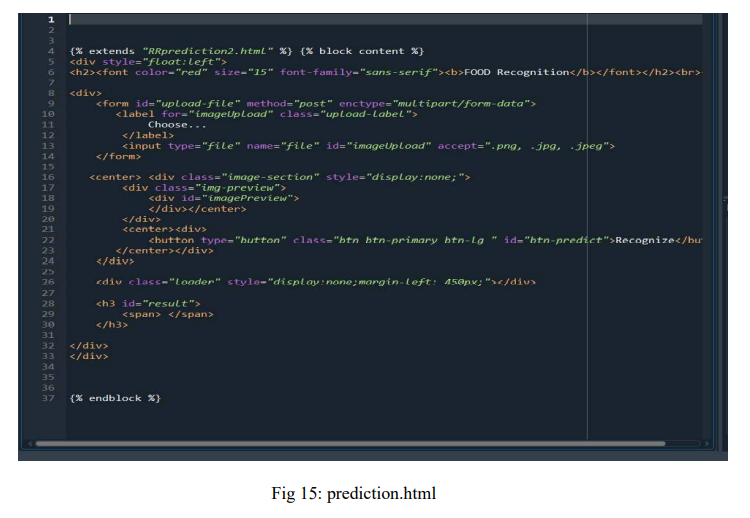 1
2
3
4 {% extends "RRprediction2.html" %} {% block content %}
5 <div style="float:left">
6 <h2><font color="red" size="15" font-family="sans-serif"><b>FOOD Recognition</b></font></h2><br>
7
8 <div>
9 <form id="upload-file" method="post" enctype="multipart/form-data">
10 <label for="imageUpload" class="upload-label">
11 Choose...
12 </label>
13 <input type="file" name="file" id="imageUpload" accept=".png, .jpg, .jpeg">
14 </form>
15
16 <center> <div class="image-section" style="display:none;">
17 <div class="img-preview">
18 <div id="imagePreview">
19 </div></center>
20 </div>
21 <center><div>
22 <button type="button" class="btn btn-primary btn-lg " id="btn-predict">Recognize</bu
23 </center></div>
24 </div>
25
26 <div class="loader" style="display:none;margin-left: 450px;"></div>
27
28 <h3 id="result">
29 <span> </span>
30 </h3>
31
32 </div>
33 </div>
34
35
36
37 {% endblock %}
Fig 15: prediction.html